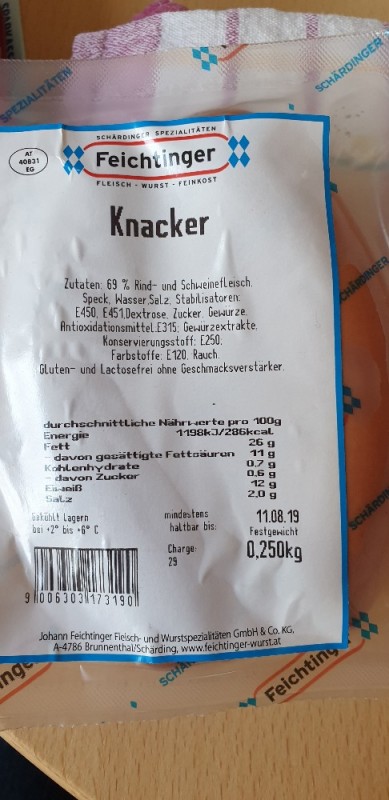 SPEZIALITÄTEN
SCHÄRDINGER
AT
40831
EG
SCHÄRDINGER SPEZIALITÄTEN
Feichtinger
FLEISCH - WURST - FEINKOST
Knacker
Zutaten: 69 % Rind- und Schweinefleisch,
Speck, Wasser,Salz, Stabilisatoren:
E450, E451,Dextrose, Zucker, Gewürze,
Antioxidationsmittel:E315; Gewürzextrakte,
Konservierungsstoff: E250;
Farbstoffe: E120, Rauch
Gluten- und Lactosefrei ohne Geschmacksverstärker.
durchschnittliche Nährwerte pro 100g
Energie 1198kJ/286kcal
Fett 26 g
- davon gesättigte Fettsäuren 11 g
Kohlenhydrate 0,7 g
- davon Zucker 0,6 g
Eiweiß 12 g
Salz 2,0 g
Gekühlt Lagern
bei +2° bis +6° C
mindestens
haltbar bis:
11.08.19
Festgewicht
Charge:
29
0,250kg
9 006303 173190
Johann Feichtinger Fleisch- und Wurstspezialitäten GmbH & Co. KG,
A-4786 Brunnenthal/Schärding, www.feichtinger-wurst.at
SCHÄRDINGER
SCHÄRDINGER
SCHÄRDINGER
Feichting